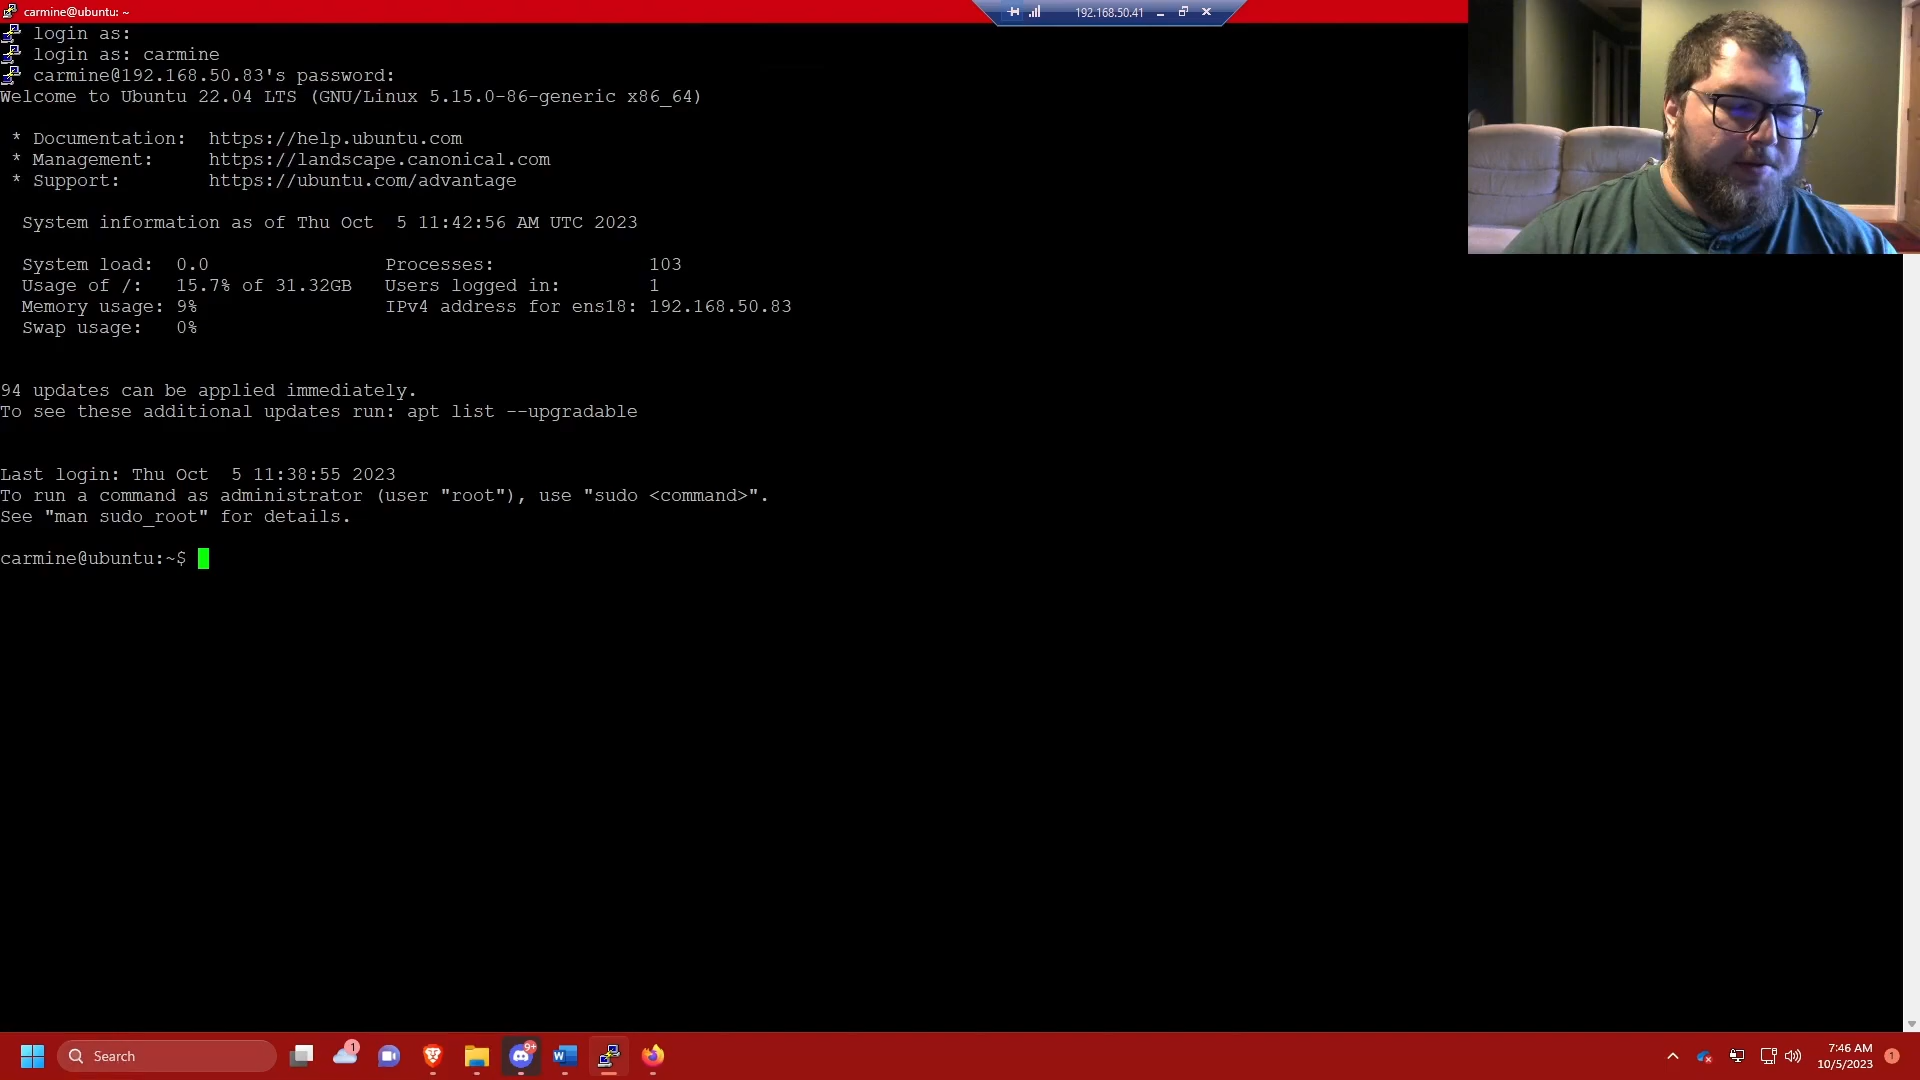 carmine@ubuntu: ~
192.168.50.41
login as:
login as: carmine
carmine@192.168.50.83's password:
Welcome to Ubuntu 22.04 LTS (GNU/Linux 5.15.0-86-generic x86_64)
* Documentation:  https://help.ubuntu.com
* Management:     https://landscape.canonical.com
* Support:        https://ubuntu.com/advantage
System information as of Thu Oct  5 11:42:56 AM UTC 2023
System load:  0.0                Processes:              103
Usage of /:   15.7% of 31.32GB   Users logged in:        1
Memory usage: 9%                 IPv4 address for ens18: 192.168.50.83
Swap usage:   0%
94 updates can be applied immediately.
To see these additional updates run: apt list --upgradable
Last login: Thu Oct  5 11:38:55 2023
To run a command as administrator (user "root"), use "sudo <command>".
See "man sudo_root" for details.
carmine@ubuntu:~$
Search
1
9+
W
7:46 AM
10/5/2023
1